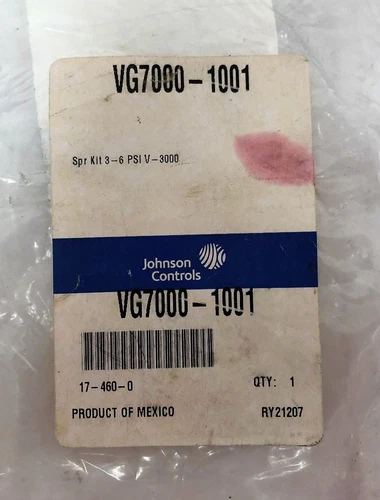 VG7000-1001
Spr Kit 3-6 PSI V-3000
Johnson
Controls
VG7000-1001
17-460-0 QTY: 1
PRODUCT OF MEXICO RY21207